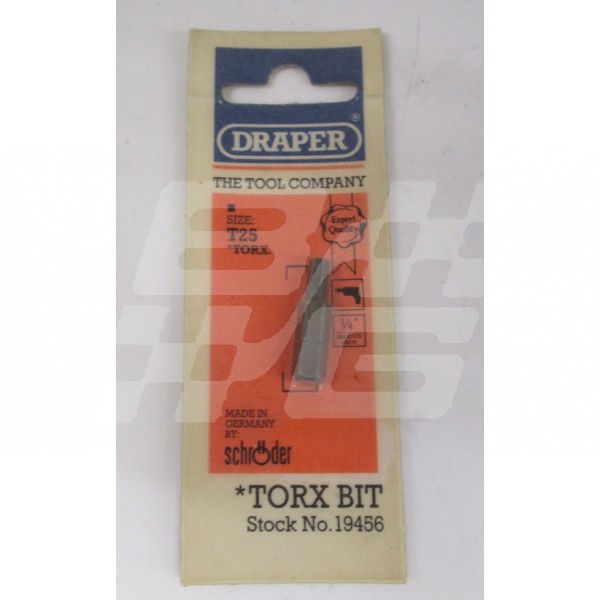 DRAPER®
THE TOOL COMPANY
SIZE:
T25
*TORX.
Expert
Quality
1/4"
HEXAGON
MADE IN
GERMANY
BY:
schröder
*TORX BIT
Stock No.19456